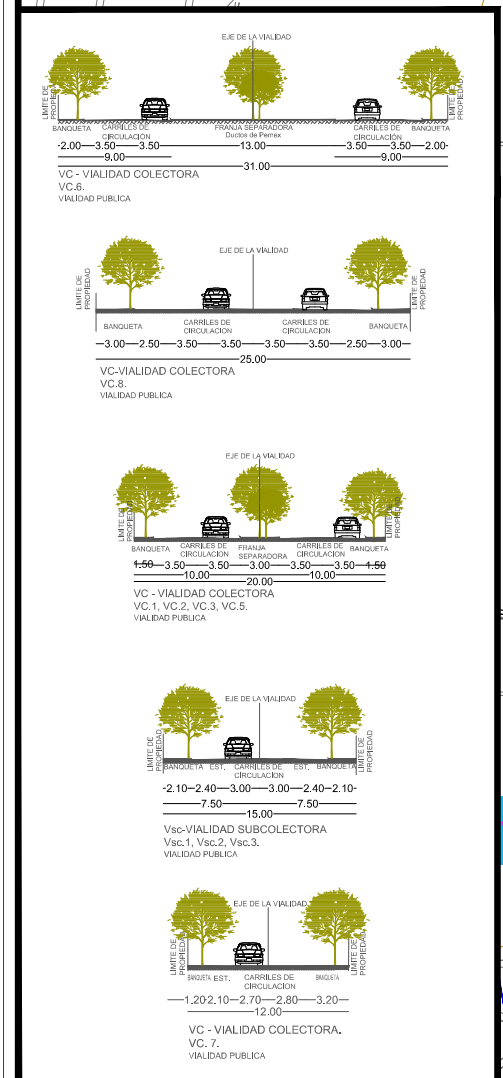 EJE DE LA VIALIDAD
LIMITE DE PROPIEDAD
LIMITE DE PROPIEDAD
BANQUETA CARRILES DE CIRCULACIÓN FRANJA SEPARADORA Ductos de Pemex CARRILES DE CIRCULACIÓN BANQUETA
2.00 3.50 3.50 13.00 3.50 3.50 2.00
9.00 9.00
31.00
VC - VIALIDAD COLECTORA
VC.6.
VIALIDAD PUBLICA
EJE DE LA VIALIDAD
LIMITE DE PROPIEDAD
LIMITE DE PROPIEDAD
BANQUETA CARRILES DE CIRCULACION CARRILES DE CIRCULACION BANQUETA
3.00 2.50 3.50 3.50 3.50 3.50 2.50 3.00
25.00
VC-VIALIDAD COLECTORA
VC.8.
VIALIDAD PUBLICA
EJE DE LA VIALIDAD
LIMITE DE PROPIEDAD
LIMITE DE PROPIEDAD
BANQUETA CARRILES DE CIRCULACION FRANJA SEPARADORA CARRILES DE CIRCULACION BANQUETA
1.50 3.50 3.50 3.00 3.50 3.50 1.50
10.00 10.00
20.00
VC - VIALIDAD COLECTORA
VC.1, VC.2, VC.3, VC.5.
VIALIDAD PUBLICA
EJE DE LA VIALIDAD
LIMITE DE PROPIEDAD
LIMITE DE PROPIEDAD
BANQUETA EST. CARRILES DE CIRCULACION EST. BANQUETA
2.10 2.40 3.00 3.00 2.40 2.10
7.50 7.50
15.00
Vsc-VIALIDAD SUBCOLECTORA
Vsc.1, Vsc.2, Vsc.3.
VIALIDAD PUBLICA
EJE DE LA VIALIDAD
LIMITE DE PROPIEDAD
LIMITE DE PROPIEDAD
BANQUETA EST. CARRILES DE CIRCULACION BANQUETA
1.20 2.10 2.70 2.80 3.20
12.00
VC - VIALIDAD COLECTORA.
VC. 7.
VIALIDAD PUBLICA